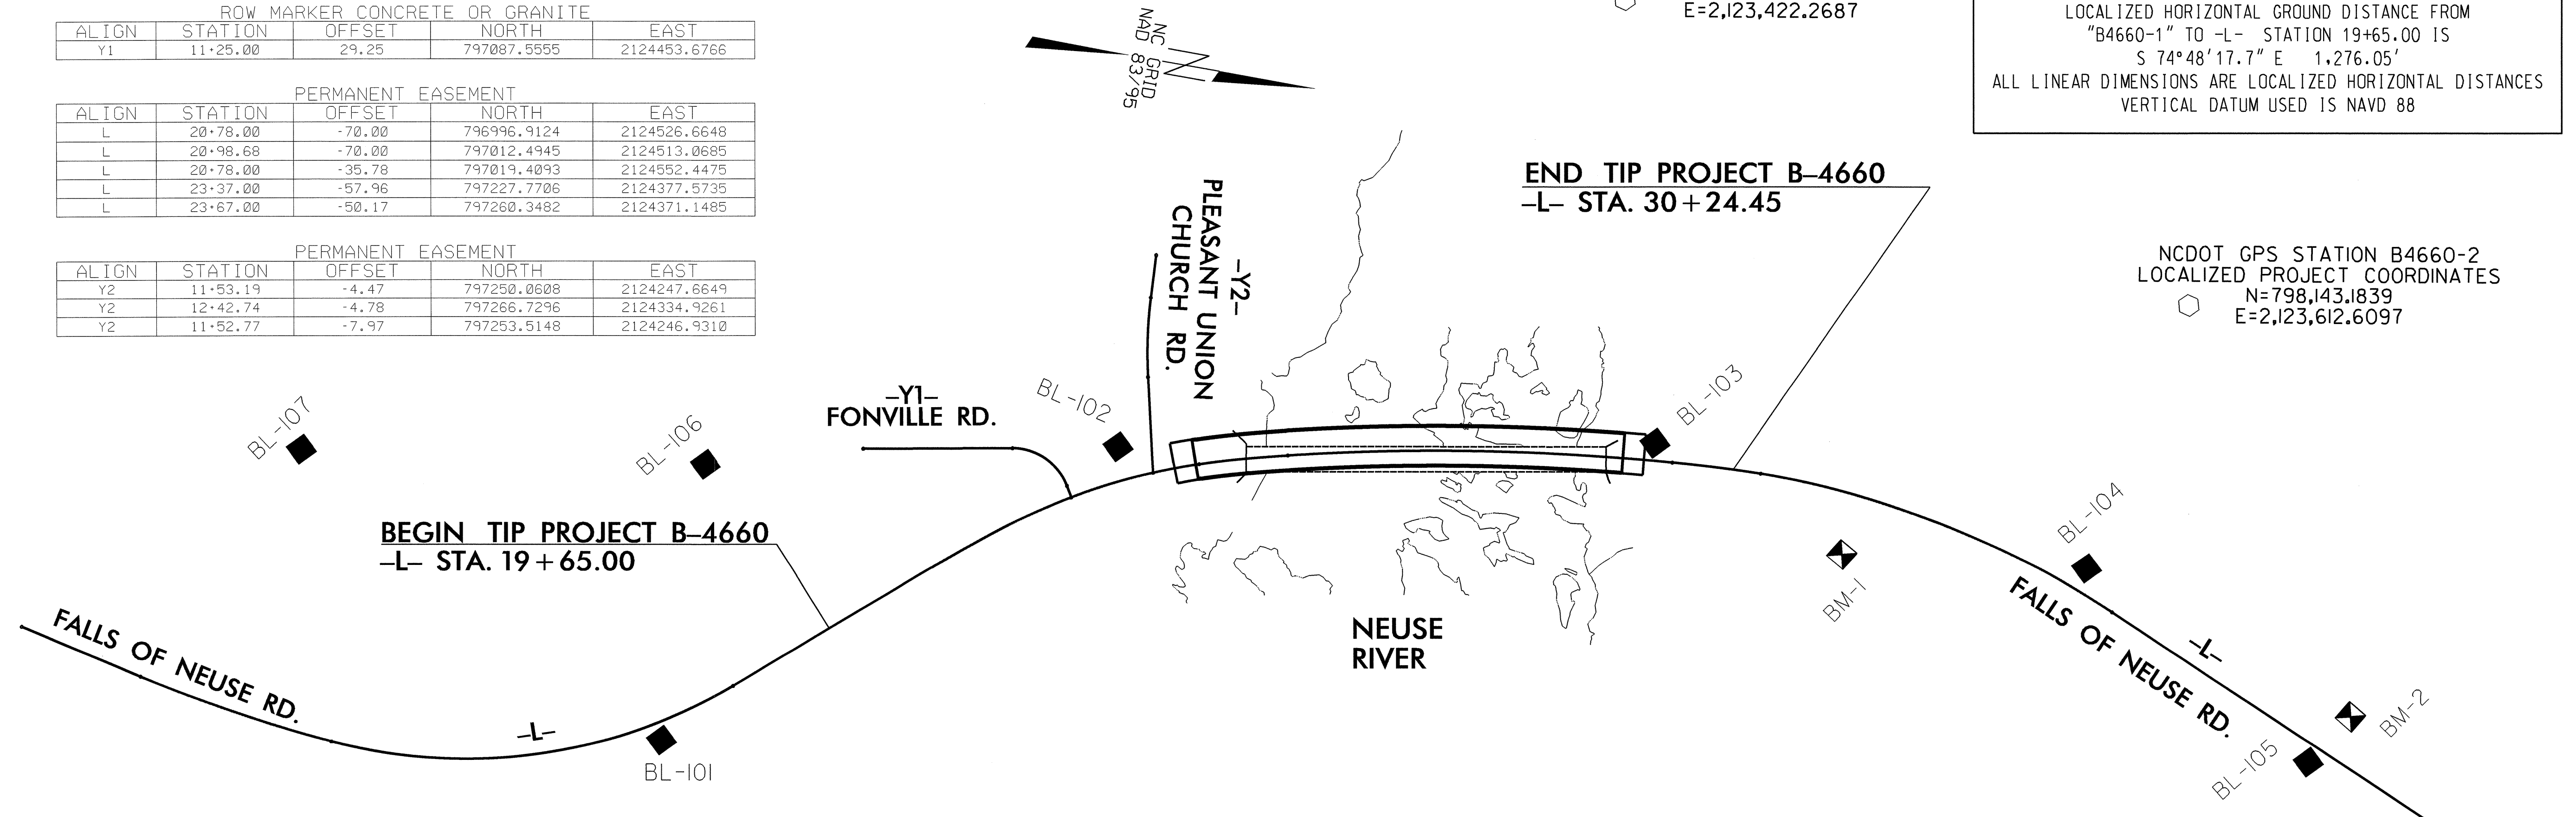 ROW MARKER CONCRETE OR GRANITE
ALIGN STATION OFFSET NORTH EAST
Y1 11+25.00 29.25 797087.5555 2124453.6766
PERMANENT EASEMENT
ALIGN STATION OFFSET NORTH EAST
L 20+78.00 -70.00 796996.9124 2124526.6648
L 20+98.68 -70.00 797012.4945 2124513.0685
L 20+78.00 -35.78 797019.4093 2124552.4475
L 23+37.00 -57.96 797227.7706 2124377.5735
L 23+67.00 -50.17 797260.3482 2124371.1485
PERMANENT EASEMENT
ALIGN STATION OFFSET NORTH EAST
Y2 11+53.19 -4.47 797250.0608 2124247.6649
Y2 12+42.74 -4.78 797266.7296 2124334.9261
Y2 11+52.77 -7.97 797253.5148 2124246.9310
NC GRID
NAD 83/95
E=2,123,422.2687
LOCALIZED HORIZONTAL GROUND DISTANCE FROM
"B4660-1" TO -L- STATION 19+65.00 IS
S 74°48'17.7" E 1,276.05'
ALL LINEAR DIMENSIONS ARE LOCALIZED HORIZONTAL DISTANCES
VERTICAL DATUM USED IS NAVD 88
END TIP PROJECT B-4660
-L- STA. 30+24.45
NCDOT GPS STATION B4660-2
LOCALIZED PROJECT COORDINATES
N=798,143.1839
E=2,123,612.6097
-Y2-
PLEASANT UNION
CHURCH RD.
-Y1-
FONVILLE RD.
BL-107
BL-106
BL-102
BL-103
BL-104
BEGIN TIP PROJECT B-4660
-L- STA. 19+65.00
FALLS OF NEUSE RD.
-L-
BL-101
NEUSE
RIVER
BM-1
FALLS OF NEUSE RD.
-L-
BM-2
BL-105